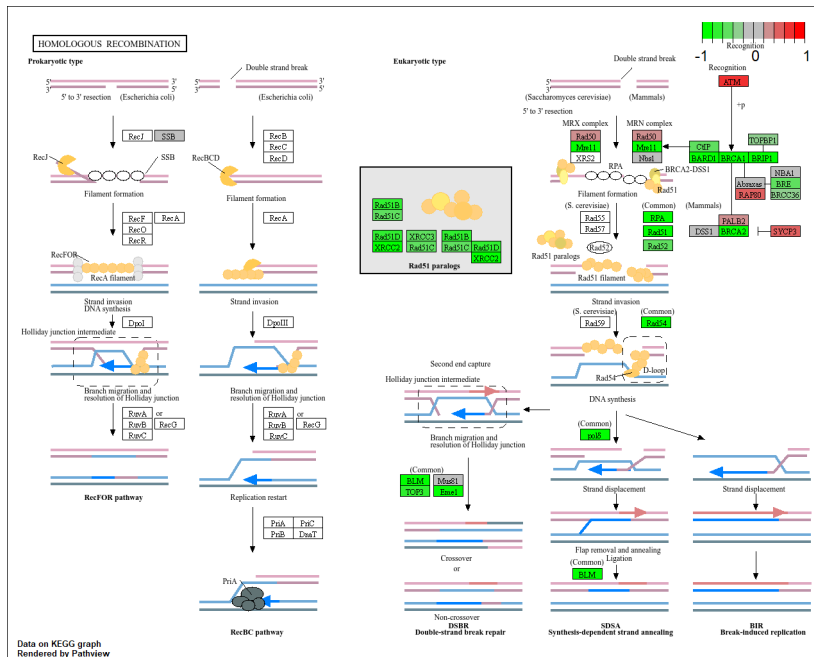 HOMOLOGOUS RECOMBINATION
-1 0 1
Recognition
Prokaryotic type
Eukaryotic type
Recognition
Double strand break
Double strand break
5' 3'
3' 5'
5' 3'
3' 5'
5' 3'
3' 5'
5' to 3' resection
(Escherichia coli)
(Escherichia coli)
(Saccharomyces cerevisiae)
(Mammals)
ATM
5' to 3' resection
+p
MRX complex
MRN complex
RecJ
SSB
RecB
RecC
RecD
Rad50
Mre11
XRS2
Rad50
Mre11
Nbs1
CtIP
TOPBP1
BARD1
BRCA1
BRIP1
RecJ
SSB
RecBCD
RPA
BRCA2-DSS1
Rad51
Abraxas
RAP80
NBA1
BRE
BRCC36
Filament formation
Filament formation
Filament formation
RecF
RecA
RecO
RecR
RecA
Rad51B
Rad51C
Rad51D
XRCC2
XRCC3
Rad51C
Rad51B
Rad51C
Rad51D
XRCC2
Rad51 paralogs
(S. cerevisiae)
Rad55
Rad57
Rad52
(Common)
RPA
Rad51
Rad52
(Mammals)
PALB2
DSS1
BRCA2
SYCP3
RecFOR
RecA filament
Rad51 paralogs
Rad51 filament
Strand invasion
DNA synthesis
Strand invasion
Strand invasion
DpoI
DpoIII
(S. cerevisiae)
Rad59
(Common)
Rad54
Holliday junction intermediate
Second end capture
Holliday junction intermediate
Rad54
D-loop
Branch migration and
resolution of Holliday junction
Branch migration and
resolution of Holliday junction
DNA synthesis
RuvA
or
RuvB
RecG
RuvC
RuvA
or
RuvB
RecG
RuvC
Branch migration and
resolution of Holliday junction
(Common)
polδ
(Common)
BLM
Mus81
TOP3
Eme1
RecFOR pathway
Replication restart
Strand displacement
Strand displacement
PriA
PriC
PriB
DnaT
PriA
Crossover
or
Flap removal and annealing
Ligation
(Common)
BLM
RecBC pathway
Non-crossover
DSBR
Double-strand break repair
SDSA
Synthesis-dependent strand annealing
BIR
Break-induced replication
Data on KEGG graph
Rendered by Pathview